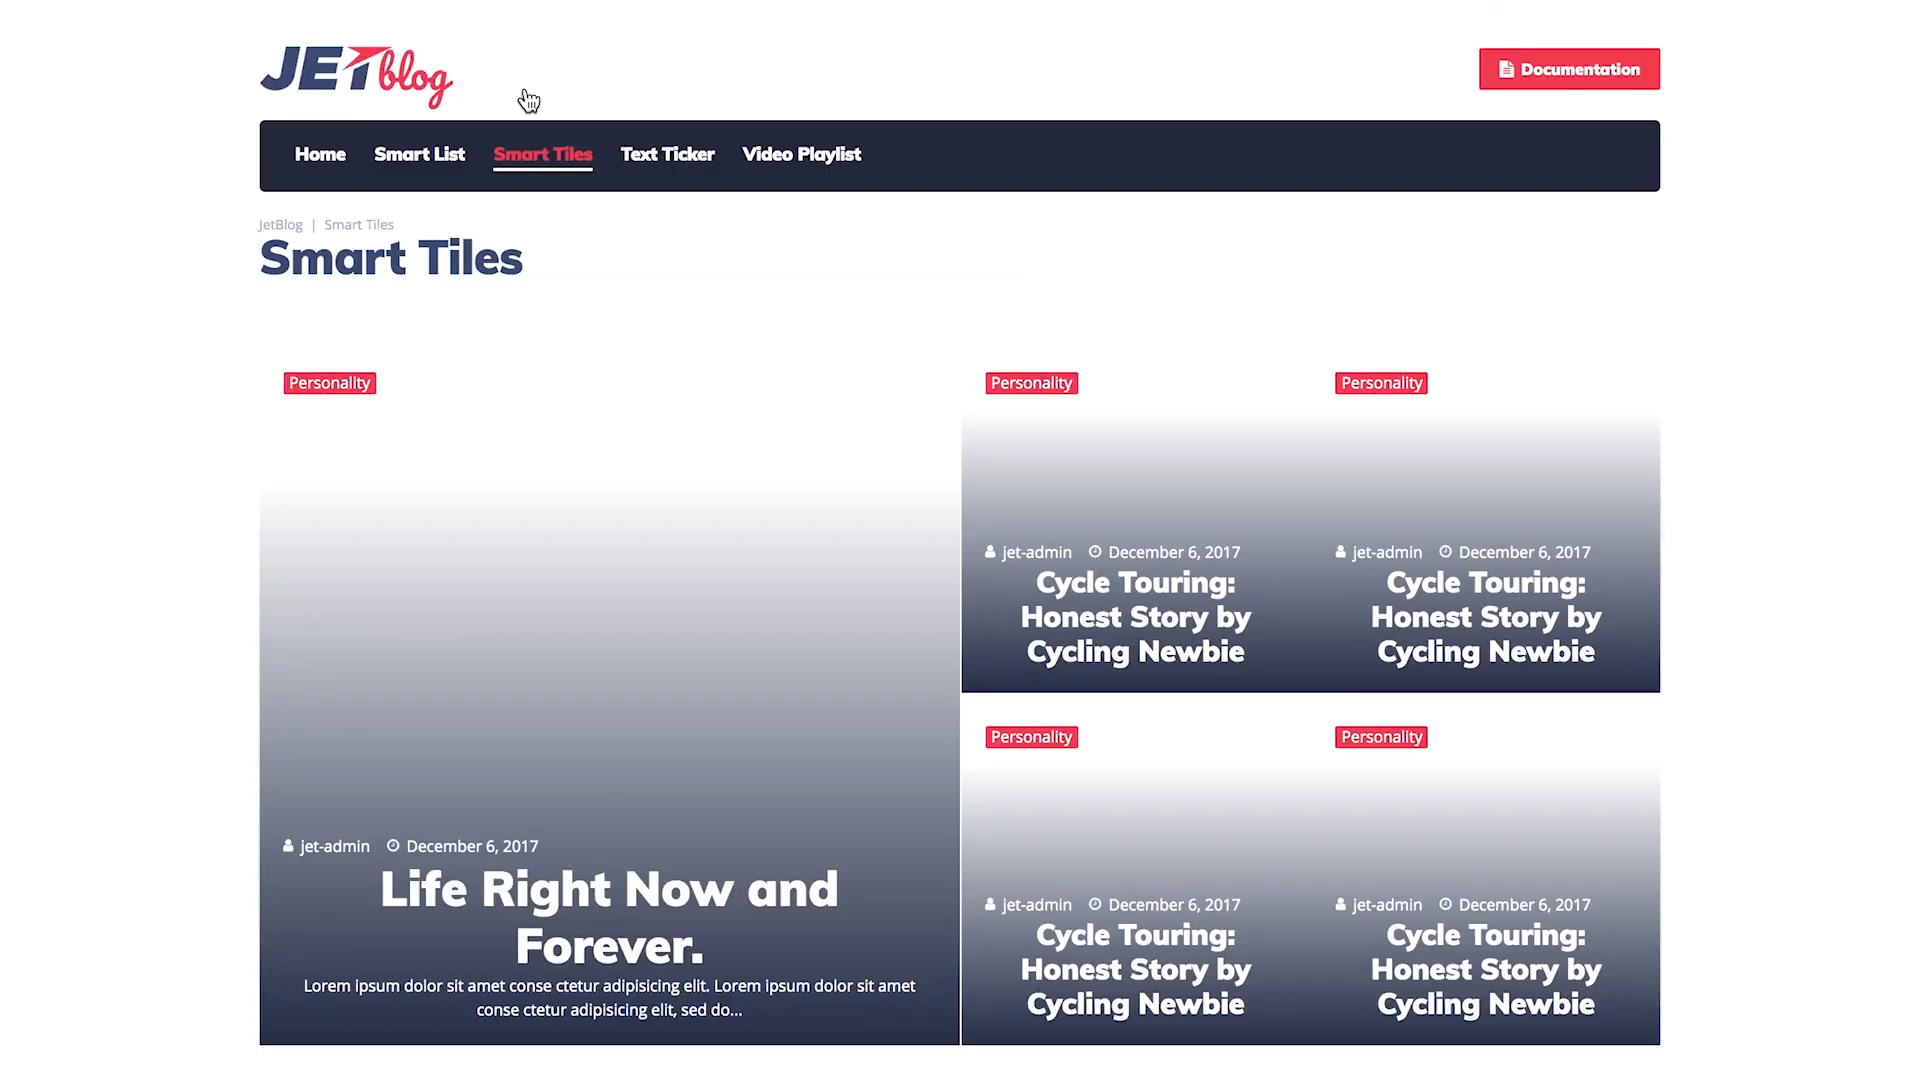 JETblog
Documentation
Home Smart List Smart Tiles Text Ticker Video Playlist
JetBlog | Smart Tiles
Smart Tiles
Personality
jet-admin December 6, 2017
Life Right Now and
Forever.
Lorem ipsum dolor sit amet conse ctetur adipisicing elit. Lorem ipsum dolor sit amet
conse ctetur adipisicing elit, sed do...
Personality
jet-admin December 6, 2017
Cycle Touring:
Honest Story by
Cycling Newbie
Personality
jet-admin December 6, 2017
Cycle Touring:
Honest Story by
Cycling Newbie
Personality
jet-admin December 6, 2017
Cycle Touring:
Honest Story by
Cycling Newbie
Personality
jet-admin December 6, 2017
Cycle Touring:
Honest Story by
Cycling Newbie